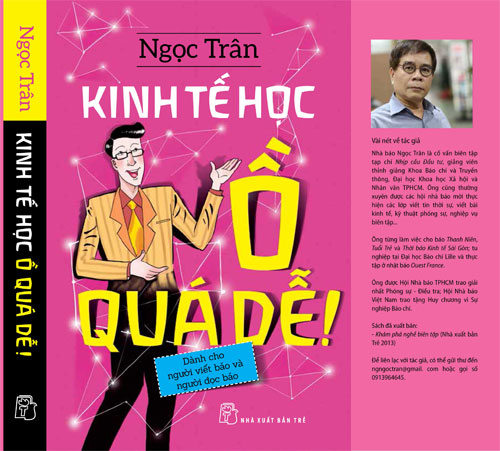 Ngọc Trân
KINH TẾ HỌC Ồ QUÁ DỄ!
Ngọc Trân
KINH TẾ HỌC
Ồ
QUÁ DỄ!
Dành cho
người viết báo và
người đọc báo
NHÀ XUẤT BẢN TRẺ
Vài nét về tác giả
Nhà báo Ngọc Trân là cố vấn biên tập
tạp chí Nhịp cầu Đầu tư, giảng viên
thỉnh giảng Khoa Báo chí và Truyền
thông, Đại học Khoa học Xã hội và
Nhân văn TPHCM. Ông cũng thường
xuyên được các hội nhà báo mời thực
hiện các lớp viết tin thời sự, viết bài
kinh tế, kỹ thuật phóng sự, nghiệp vụ
biên tập...
Ông từng làm việc cho báo Thanh Niên,
Tuổi Trẻ và Thời báo Kinh tế Sài Gòn; tu
nghiệp tại Đại học Báo chí Lille và thực
tập ở nhật báo Ouest France.
Ông được Hội Nhà báo TPHCM trao giải
nhất Phóng sự - Điều tra; Hội Nhà báo
Việt Nam trao tặng Huy chương vì Sự
nghiệp Báo chí.
Sách đã xuất bản:
- Khám phá nghề biên tập (Nhà xuất bản
Trẻ 2013)
Để liên lạc với tác giả, có thể gửi thư đến
ngngoctran@gmail. com hoặc gọi số
0913964645.